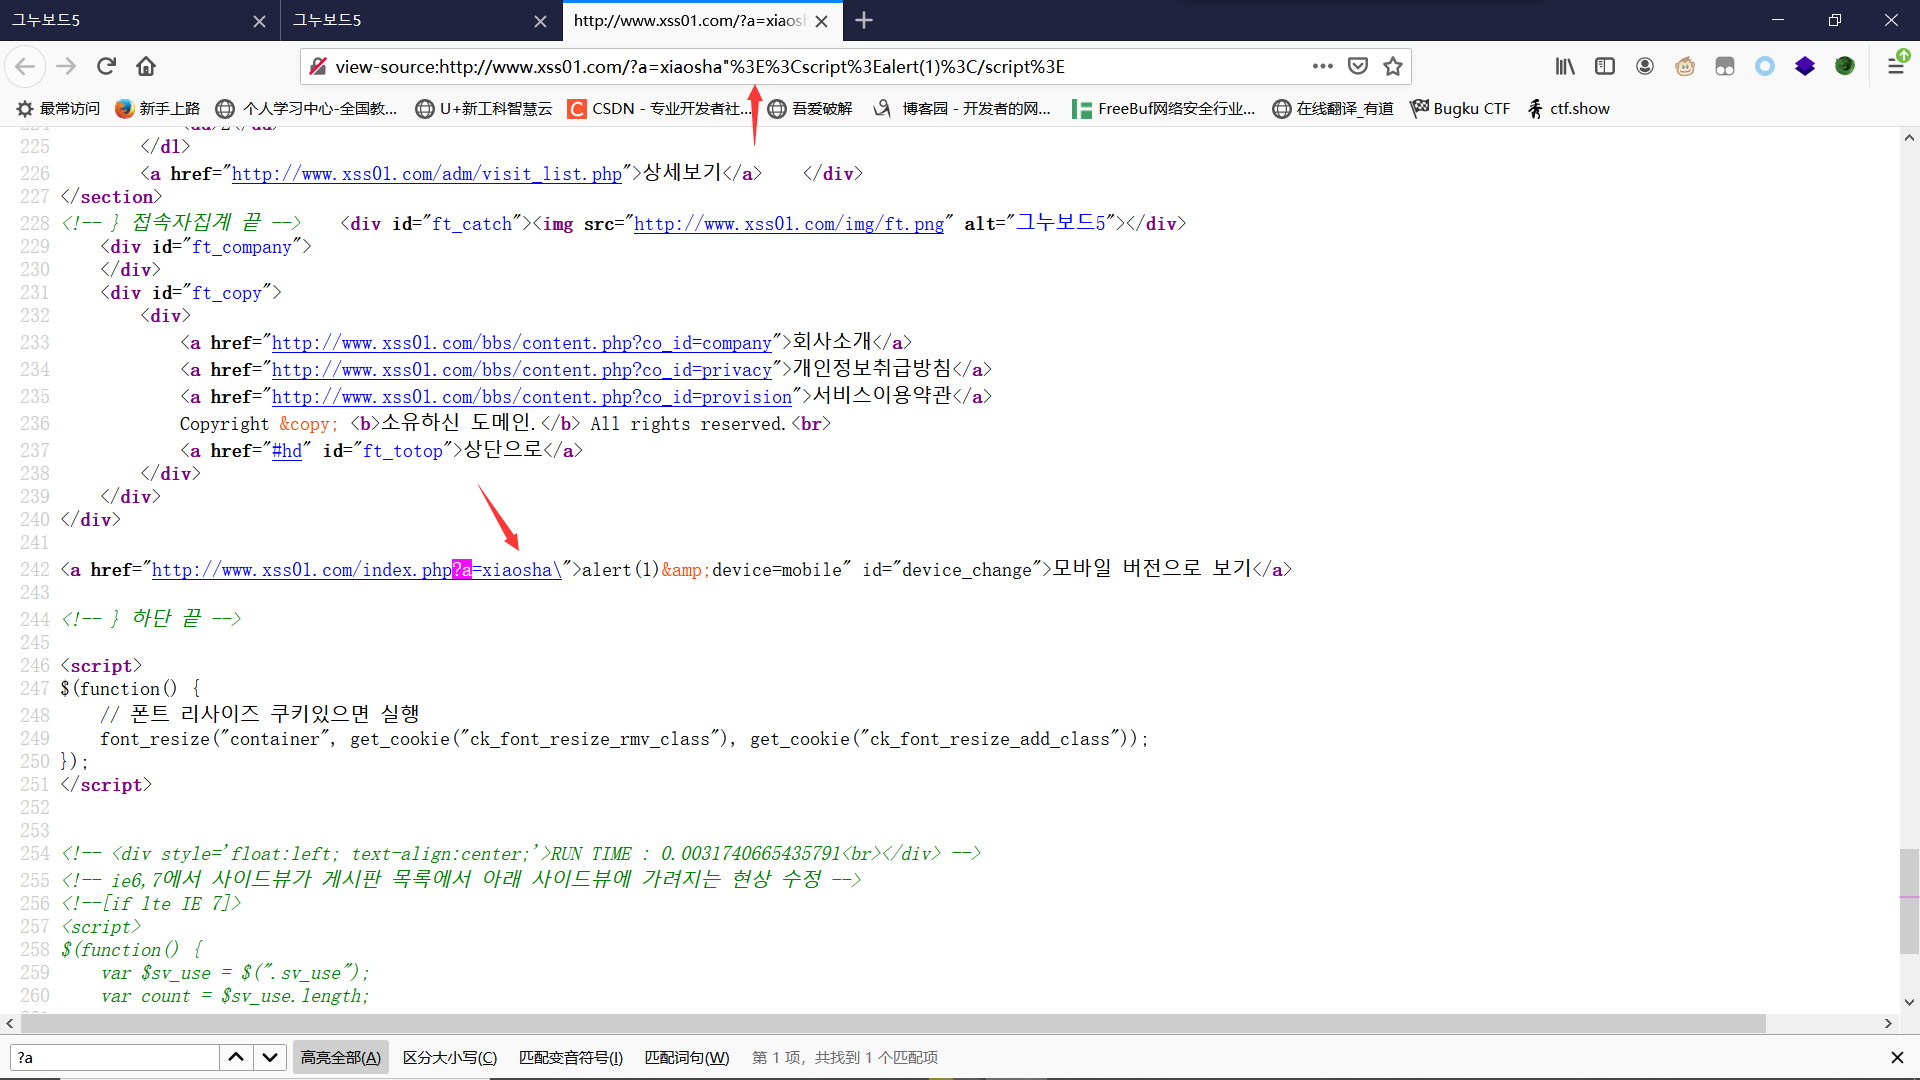 그누보드5
그누보드5
http://www.xss01.com/?a=xiaosh
view-source:http://www.xss01.com/?a=xiaosha"%3E%3Cscript%3Ealert(1)%3C/script%3E
最常访问 新手上路 个人学习中心-全国教... U+新工科智慧云 CSDN - 专业开发者社... 吾爱破解 博客园 - 开发者的网... FreeBuf网络安全行业... 在线翻译_有道 Bugku CTF ctf.show
225 </dl>
226 <a href="http://www.xss01.com/adm/visit_list.php">상세보기</a> </div>
227 </section>
228 <!-- } 접속자집계 끝 --> <div id="ft_catch"><img src="http://www.xss01.com/img/ft.png" alt="그누보드5"></div>
229 <div id="ft_company">
230 </div>
231 <div id="ft_copy">
232 <div>
233 <a href="http://www.xss01.com/bbs/content.php?co_id=company">회사소개</a>
234 <a href="http://www.xss01.com/bbs/content.php?co_id=privacy">개인정보취급방침</a>
235 <a href="http://www.xss01.com/bbs/content.php?co_id=provision">서비스이용약관</a>
236 Copyright &copy; <b>소유하신 도메인.</b> All rights reserved.<br>
237 <a href="#hd" id="ft_totop">상단으로</a>
238 </div>
239 </div>
240 </div>
241
242 <a href="http://www.xss01.com/index.php?a=xiaosha\">alert(1)&amp;device=mobile" id="device_change">모바일 버전으로 보기</a>
243
244 <!-- } 하단 끝 -->
245
246 <script>
247 $(function() {
248 // 폰트 리사이즈 쿠키있으면 실행
249 font_resize("container", get_cookie("ck_font_resize_rmv_class"), get_cookie("ck_font_resize_add_class"));
250 });
251 </script>
252
253
254 <!-- <div style='float:left; text-align:center;'>RUN TIME : 0.0031740665435791<br></div> -->
255 <!-- ie6,7에서 사이드뷰가 게시판 목록에서 아래 사이드뷰에 가려지는 현상 수정 -->
256 <!--[if lte IE 7]>
257 <script>
258 $(function() {
259 var $sv_use = $(".sv_use");
260 var count = $sv_use.length;
?a 高亮全部(A) 区分大小写(C) 匹配变音符号(I) 匹配词句(W) 第 1 项，共找到 1 个匹配项